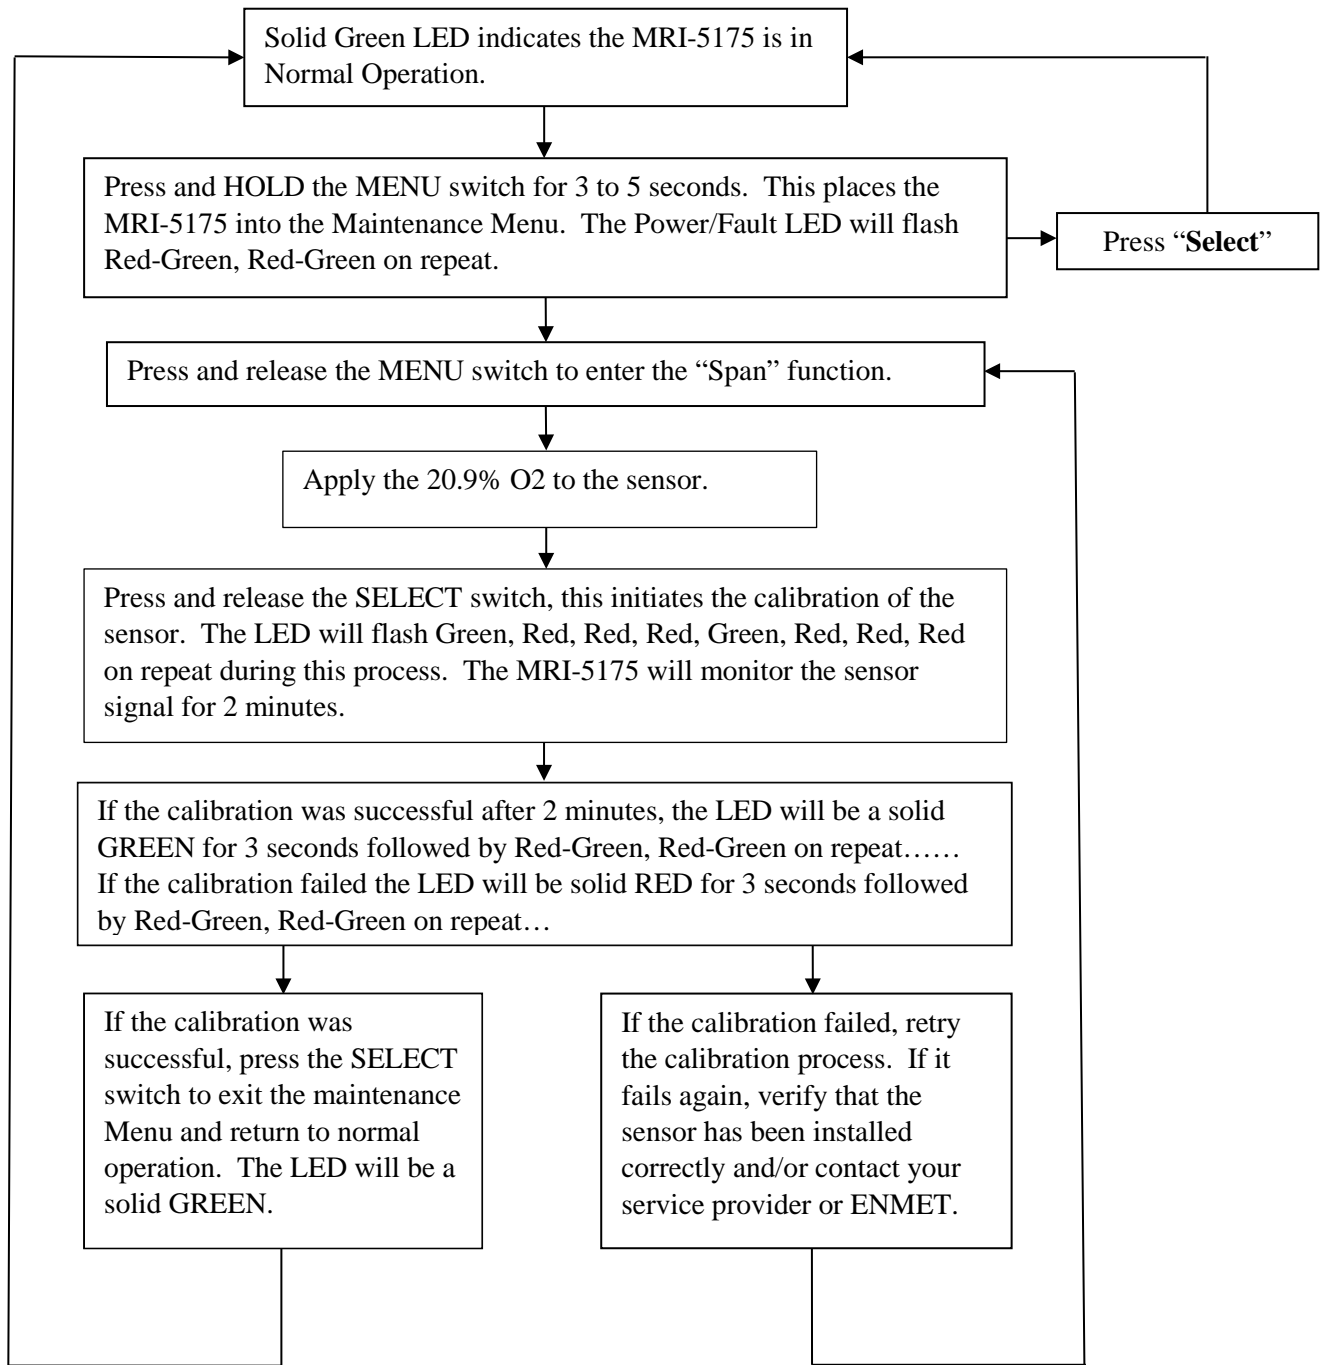 Solid Green LED indicates the MRI-5175 is in
Normal Operation.
Press and HOLD the MENU switch for 3 to 5 seconds.  This places the
MRI-5175 into the Maintenance Menu.  The Power/Fault LED will flash
Red-Green, Red-Green on repeat.
Press “Select”
Press and release the MENU switch to enter the “Span” function.
Apply the 20.9% O2 to the sensor.
Press and release the SELECT switch, this initiates the calibration of the
sensor.  The LED will flash Green, Red, Red, Red, Green, Red, Red, Red
on repeat during this process.  The MRI-5175 will monitor the sensor
signal for 2 minutes.
If the calibration was successful after 2 minutes, the LED will be a solid
GREEN for 3 seconds followed by Red-Green, Red-Green on repeat……
If the calibration failed the LED will be solid RED for 3 seconds followed
by Red-Green, Red-Green on repeat…
If the calibration was
successful, press the SELECT
switch to exit the maintenance
Menu and return to normal
operation.  The LED will be a
solid GREEN.
If the calibration failed, retry
the calibration process.  If it
fails again, verify that the
sensor has been installed
correctly and/or contact your
service provider or ENMET.